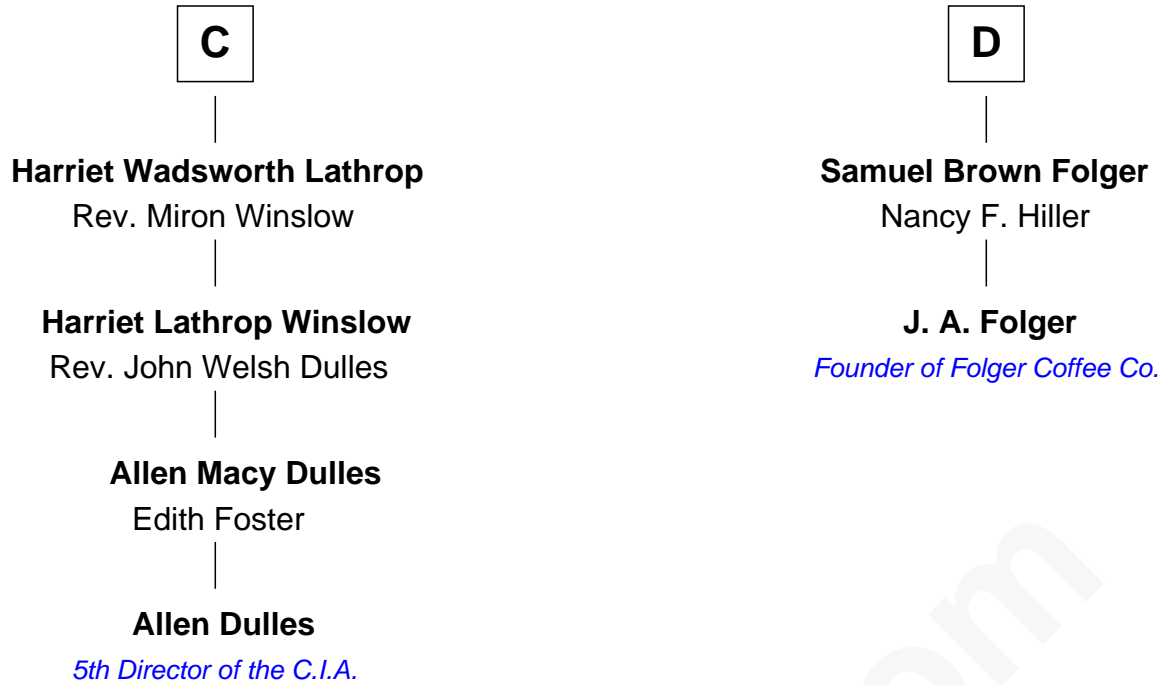 C
Harriet Wadsworth Lathrop
Rev. Miron Winslow
Harriet Lathrop Winslow
Rev. John Welsh Dulles
Allen Macy Dulles
Edith Foster
Allen Dulles
5th Director of the C.I.A.
D
Samuel Brown Folger
Nancy F. Hiller
J. A. Folger
Founder of Folger Coffee Co.
om